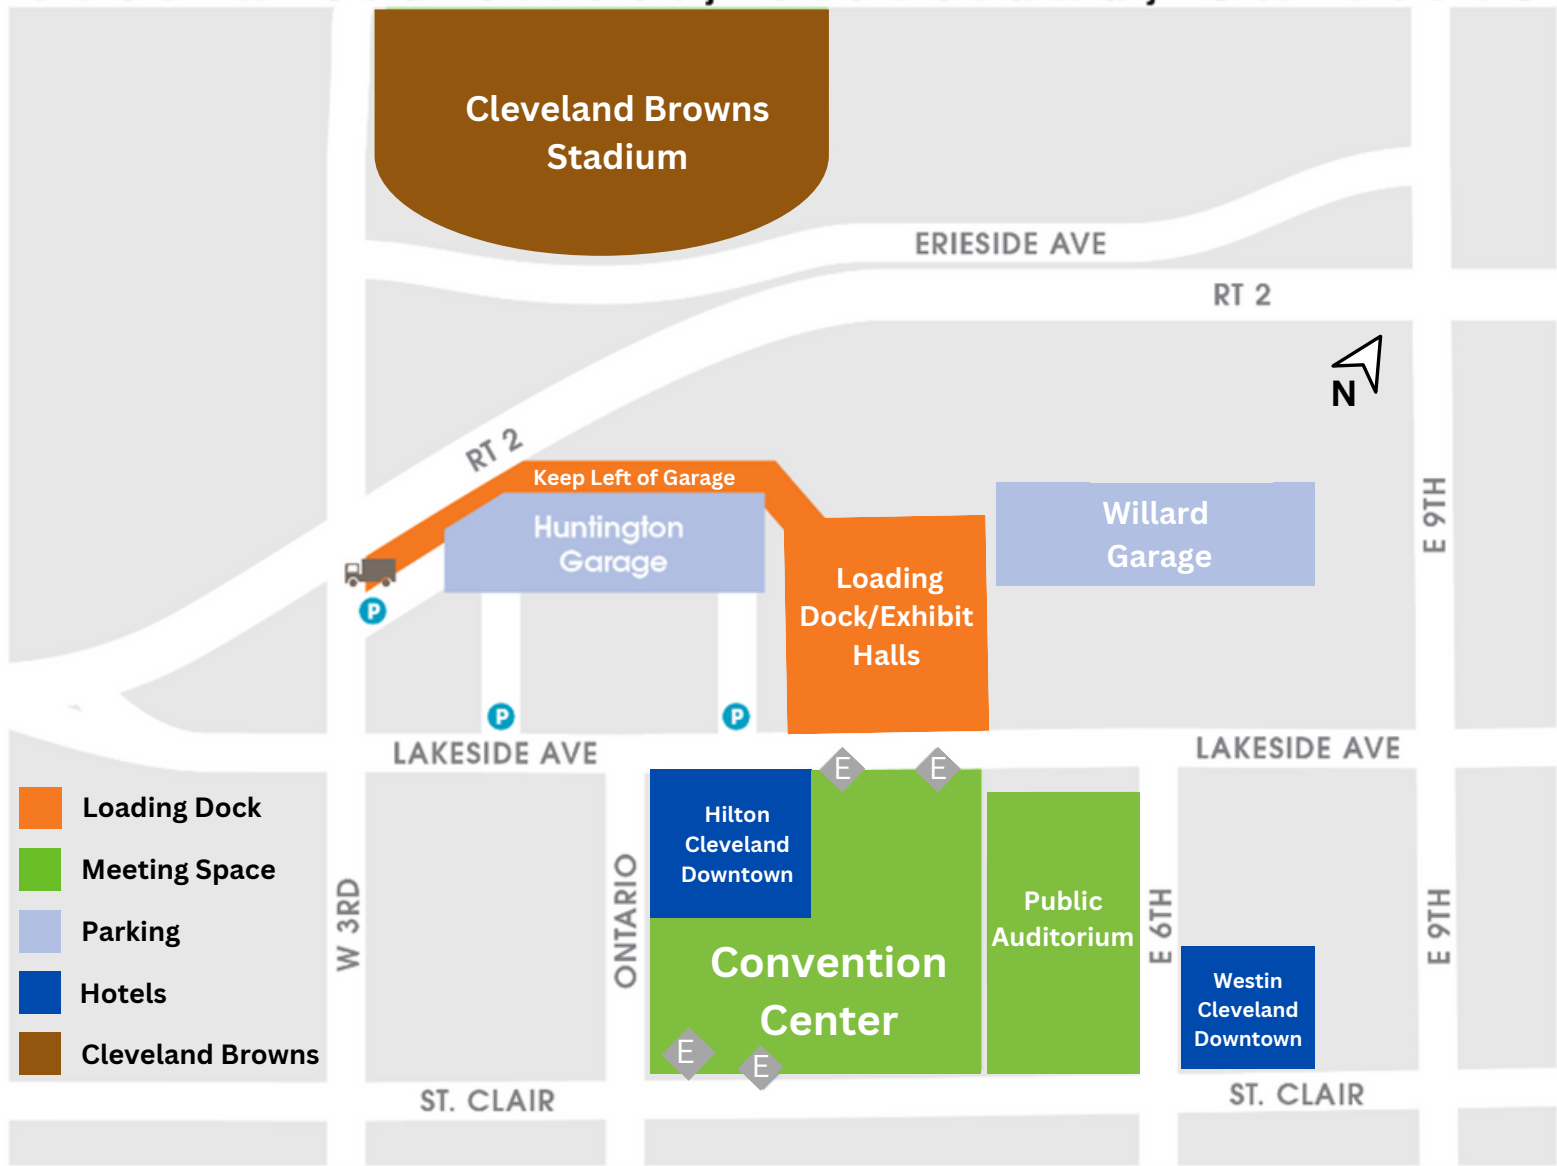 Cleveland Browns
Stadium
ERIESIDE AVE
RT 2
N
RT 2
Keep Left of Garage
Huntington
Garage
Willard
Garage
E 9TH
Loading
Dock/Exhibit
Halls
P
P
P
LAKESIDE AVE
LAKESIDE AVE
E
E
Hilton
Cleveland
Downtown
Loading Dock
Meeting Space
Parking
Hotels
Cleveland Browns
W 3RD
ONTARIO
Convention
Center
Public
Auditorium
E 6TH
E 9TH
Westin
Cleveland
Downtown
E
E
ST. CLAIR
ST. CLAIR